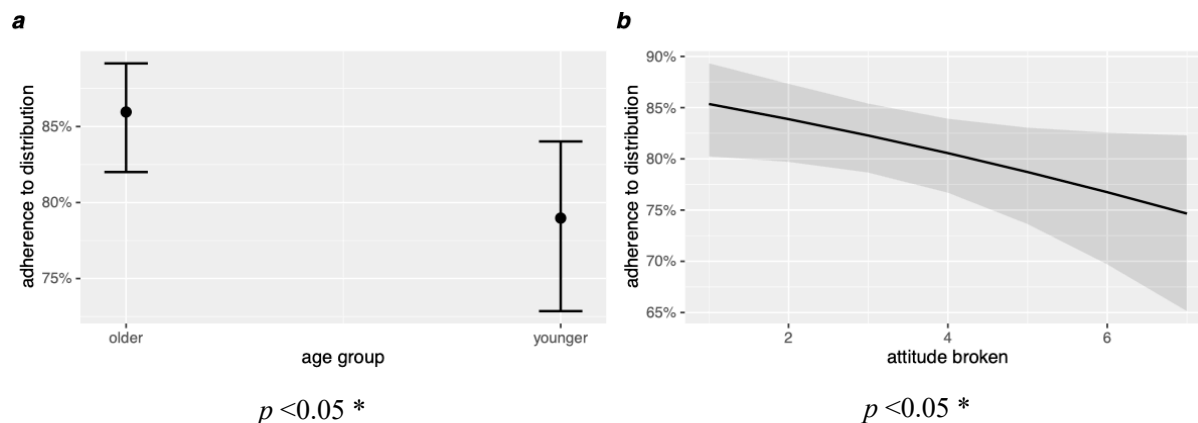 a
adherence to distribution
85%
80%
75%
older
younger
age group
p <0.05 *
b
adherence to distribution
90%
85%
80%
75%
70%
65%
2
4
6
attitude broken
p <0.05 *